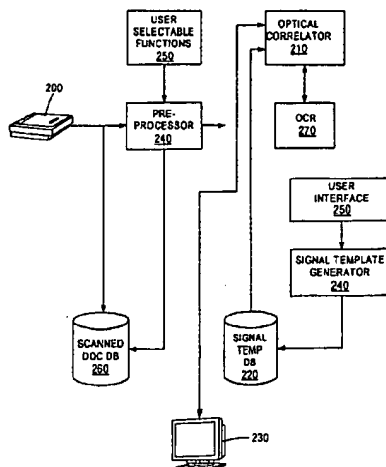 USER
SELECTABLE
FUNCTIONS
250
OPTICAL
CORRELATOR
210
200
PRE-
PROCESSOR
240
OCR
270
USER
INTERFACE
250
SIGNAL TEMPLATE
GENERATOR
240
SCANNED
DOC DB
260
SIGNAL
TEMP
DB
220
230